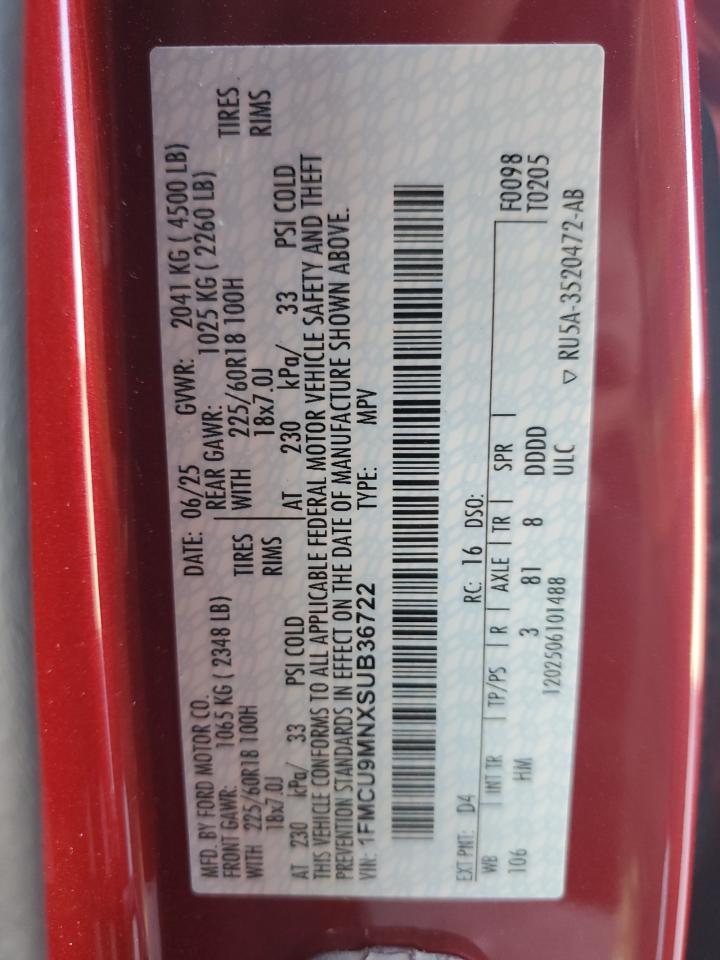 MFD. BY FORD MOTOR CO. DATE: 06/25 GVWR: 2041 KG ( 4500 LB)
FRONT GAWR: 1065 KG ( 2348 LB) REAR GAWR: 1025 KG ( 2260 LB)
WITH 225/60R18 100H TIRES WITH 225/60R18 100H TIRES
18x7.0J RIMS 18x7.0J RIMS
AT 230 kPa/ 33 PSI COLD AT 230 kPa/ 33 PSI COLD
THIS VEHICLE CONFORMS TO ALL APPLICABLE FEDERAL MOTOR VEHICLE SAFETY AND THEFT
PREVENTION STANDARDS IN EFFECT ON THE DATE OF MANUFACTURE SHOWN ABOVE.
VIN: 1FMCU9MNXSUB36722 TYPE: MPV
EXT PNT: D4 RC: 16 DSO:
WB INT TR TP/PS R AXLE TR SPR F0098
106 HM 3 81 8 DDDD T0205
1202506101488 ULC ▽ RU5A-3520472-AB